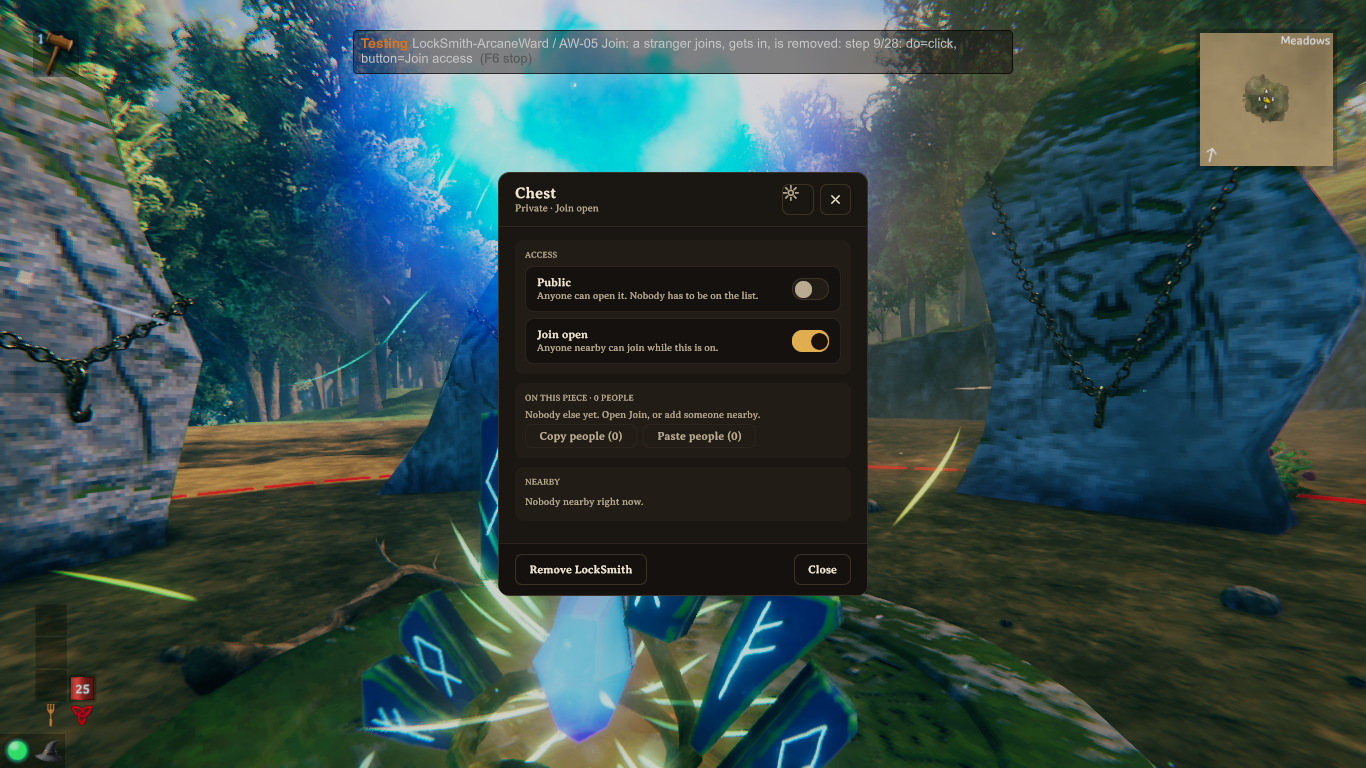 1
Testing LockSmith-ArcaneWard / AW-05 Join: a stranger joins, gets in, is removed: step 9/28: do=click,
button=Join access (F6 stop)
Meadows
Chest
Private · Join open
ACCESS
Public
Anyone can open it. Nobody has to be on the list.
Join open
Anyone nearby can join while this is on.
ON THIS PIECE · 0 PEOPLE
Nobody else yet. Open Join, or add someone nearby.
Copy people (0) Paste people (0)
NEARBY
Nobody nearby right now.
Remove LockSmith Close
25